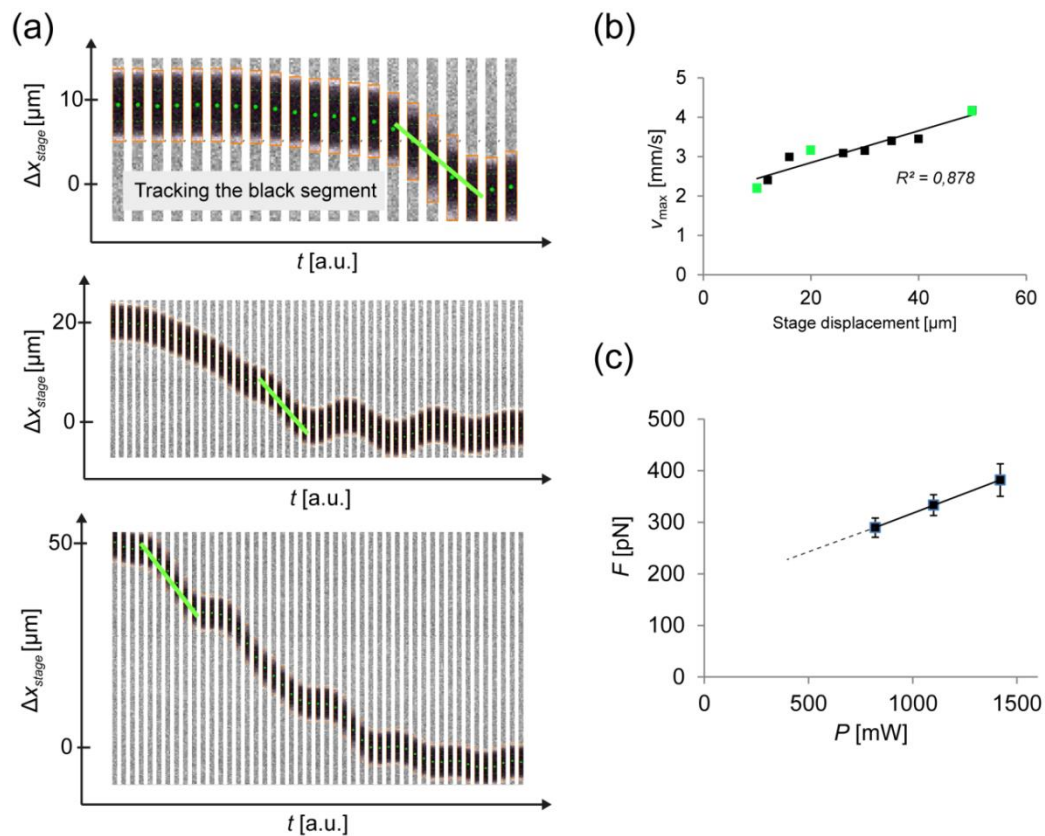 (a)
Δx_stage [μm]
10
0
Tracking the black segment
t [a.u.]
Δx_stage [μm]
20
0
t [a.u.]
Δx_stage [μm]
50
0
t [a.u.]
(b)
v_max [mm/s]
5
4
3
2
1
0
R² = 0,878
0 20 40 60
Stage displacement [μm]
(c)
F [pN]
500
400
300
200
100
0
0 500 1000 1500
P [mW]